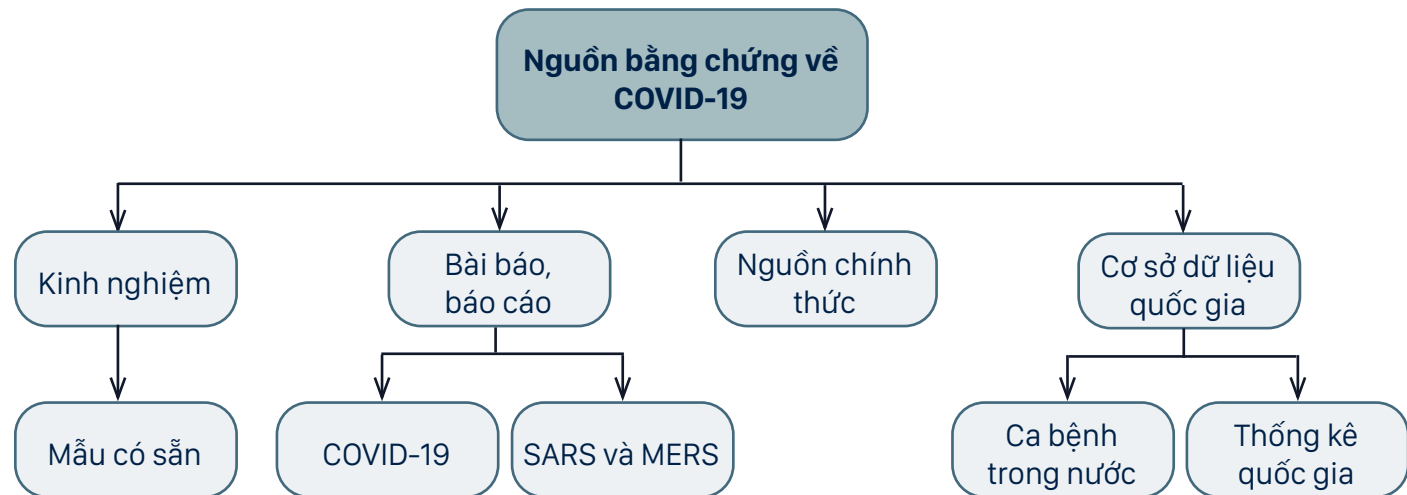 Nguồn bằng chứng về
COVID-19
Kinh nghiệm
Bài báo,
báo cáo
Nguồn chính
thức
Cơ sở dữ liệu
quốc gia
Mẫu có sẵn
COVID-19
SARS và MERS
Ca bệnh
trong nước
Thống kê
quốc gia